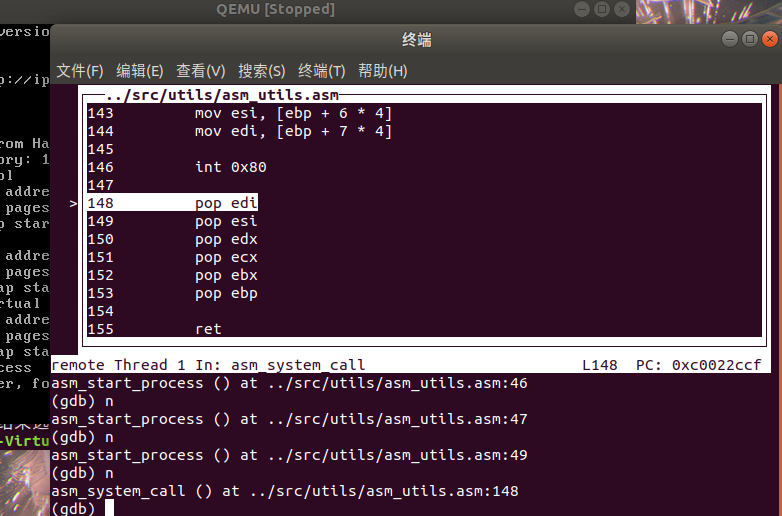 QEMU [Stopped]
终端
文件(F) 编辑(E) 查看(V) 搜索(S) 终端(T) 帮助(H)
../src/utils/asm_utils.asm
143 mov esi, [ebp + 6 * 4]
144 mov edi, [ebp + 7 * 4]
145
146 int 0x80
147
> 148 pop edi
149 pop esi
150 pop edx
151 pop ecx
152 pop ebx
153 pop ebp
154
155 ret
remote Thread 1 In: asm_system_call L148 PC: 0xc0022ccf
asm_start_process () at ../src/utils/asm_utils.asm:46
(gdb) n
asm_start_process () at ../src/utils/asm_utils.asm:47
(gdb) n
asm_start_process () at ../src/utils/asm_utils.asm:49
(gdb) n
asm_system_call () at ../src/utils/asm_utils.asm:148
(gdb)
versio
p://ip
rom Ha
ory: 1
ol
addre
pages
p star
addre
pages
ap sta
rtual
addre
pages
ap sta
cess
er, fo
-Virtu